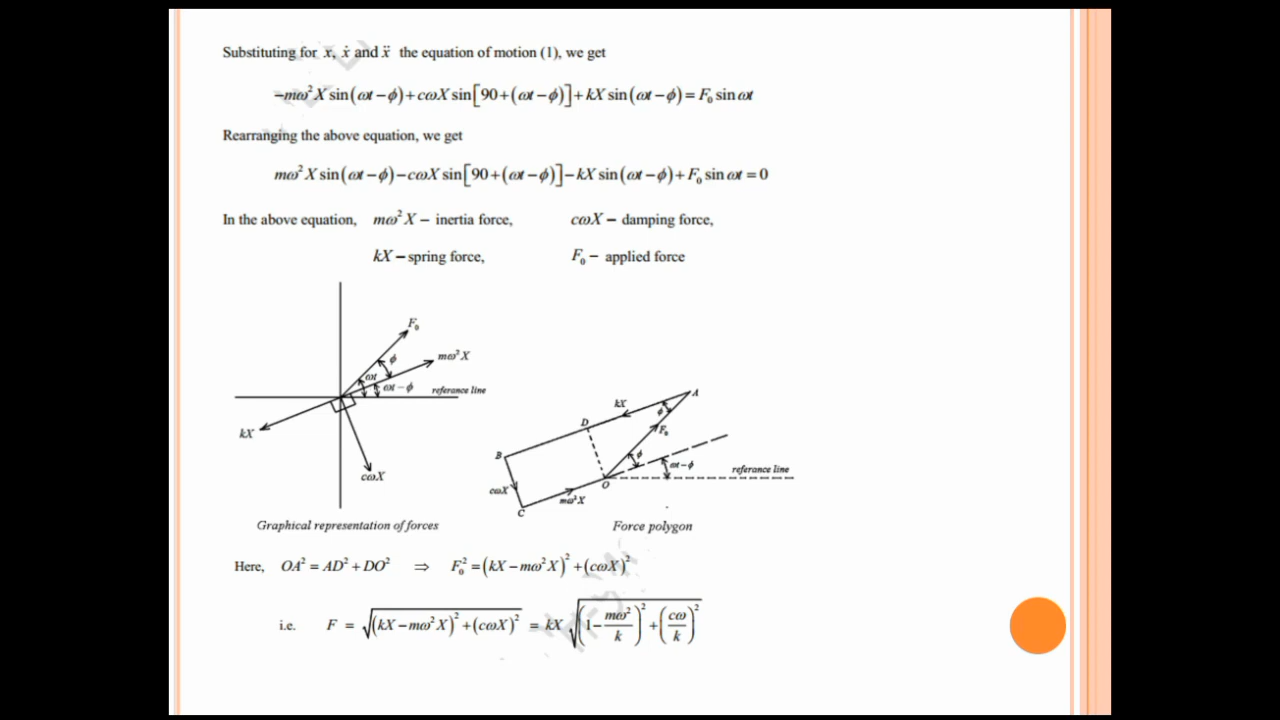 Substituting for x, ẋ and ẍ the equation of motion (1), we get
−mω²X sin(ωt−ϕ)+cωX sin[90+(ωt−ϕ)]+kX sin(ωt−ϕ)=F₀ sin ωt
Rearranging the above equation, we get
mω²X sin(ωt−ϕ)−cωX sin[90+(ωt−ϕ)]−kX sin(ωt−ϕ)+F₀ sin ωt=0
In the above equation, mω²X − inertia force, cωX − damping force,
kX − spring force, F₀ − applied force
F₀
ϕ
mω²X
ωt
ωt−ϕ
referance line
kX
cωX
A
kX
ϕ
D
F₀
B
ϕ
ωt−ϕ
referance line
O
cωX
mω²X
C
Graphical representation of forces
Force polygon
Here, OA² = AD² + DO² ⇒ F₀² = (kX − mω²X)² + (cωX)²
i.e. F = √((kX − mω²X)² + (cωX)²) = kX √((1 − mω²/k)² + (cω/k)²)